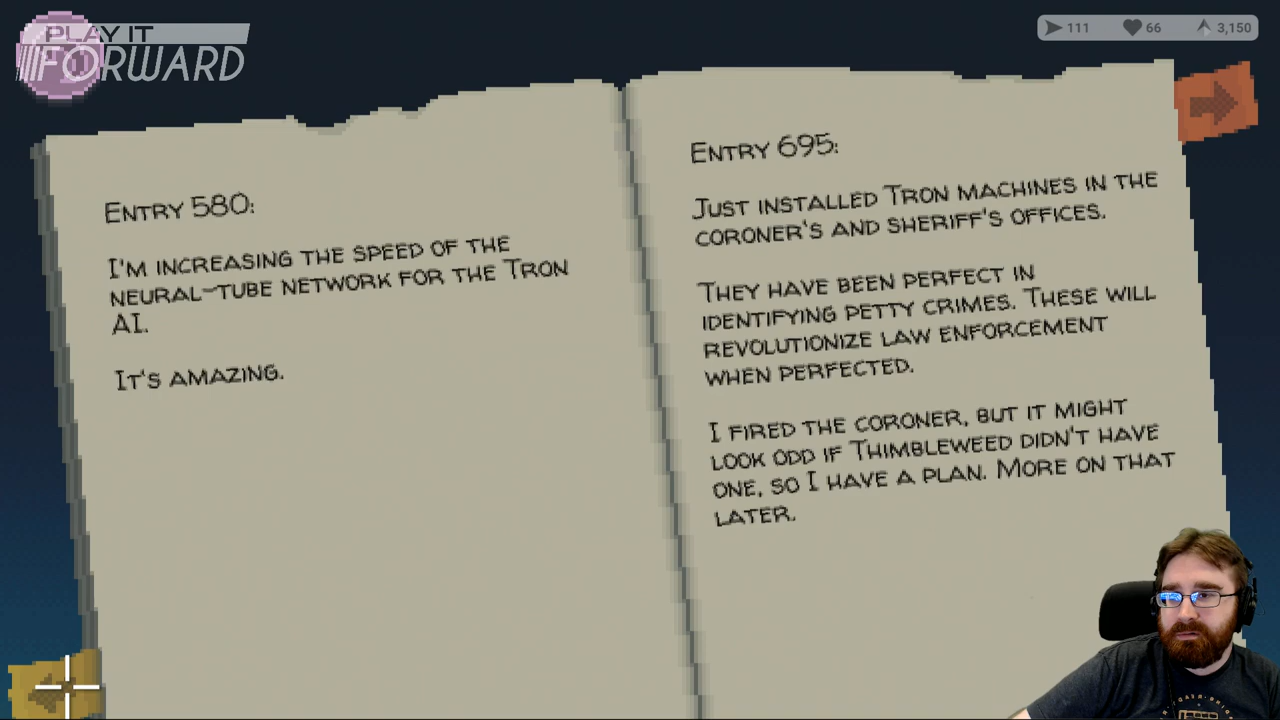 PLAY IT
FORWARD
111 66 3,150
Entry 580:
I'm increasing the speed of the
neural-tube network for the Tron
AI.
It's amazing.
Entry 695:
Just installed Tron machines in the
coroner's and sheriff's offices.
They have been perfect in
identifying petty crimes. These will
revolutionize law enforcement
when perfected.
I fired the coroner, but it might
look odd if Thimbleweed didn't have
one, so I have a plan. More on that
later.